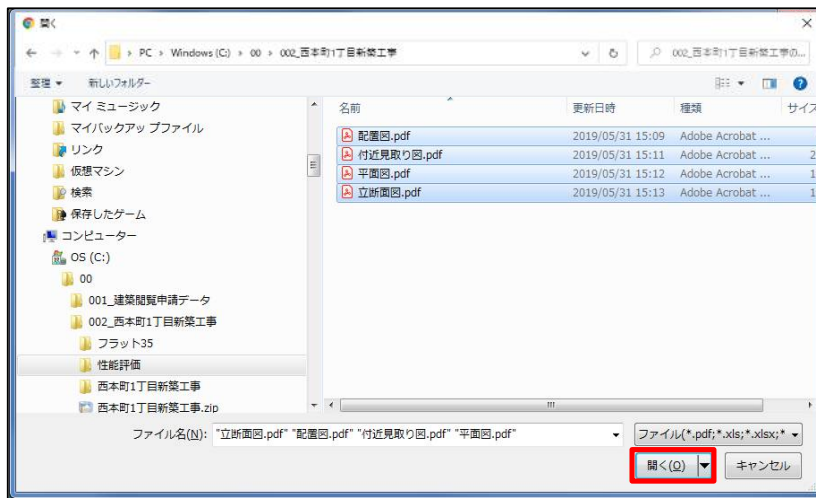 開く
PC › Windows (C:) › 00 › 002_西本町1丁目新築工事
002_西本町1丁目新築工事の...
整理 新しいフォルダー
マイ ミュージック
マイバックアップファイル
リンク
仮想マシン
検索
保存したゲーム
コンピューター
OS (C:)
00
001_建築閲覧申請データ
002_西本町1丁目新築工事
フラット35
性能評価
西本町1丁目新築工事
西本町1丁目新築工事.zip
名前 更新日時 種類 サイズ
配置図.pdf 2019/05/31 15:09 Adobe Acrobat ...
付近見取り図.pdf 2019/05/31 15:11 Adobe Acrobat ... 2
平面図.pdf 2019/05/31 15:12 Adobe Acrobat ... 1
立断面図.pdf 2019/05/31 15:13 Adobe Acrobat ... 1
ファイル名(N): "立断面図.pdf" "配置図.pdf" "付近見取り図.pdf" "平面図.pdf"
ファイル(*.pdf;*.xls;*.xlsx;*
開く(O) キャンセル